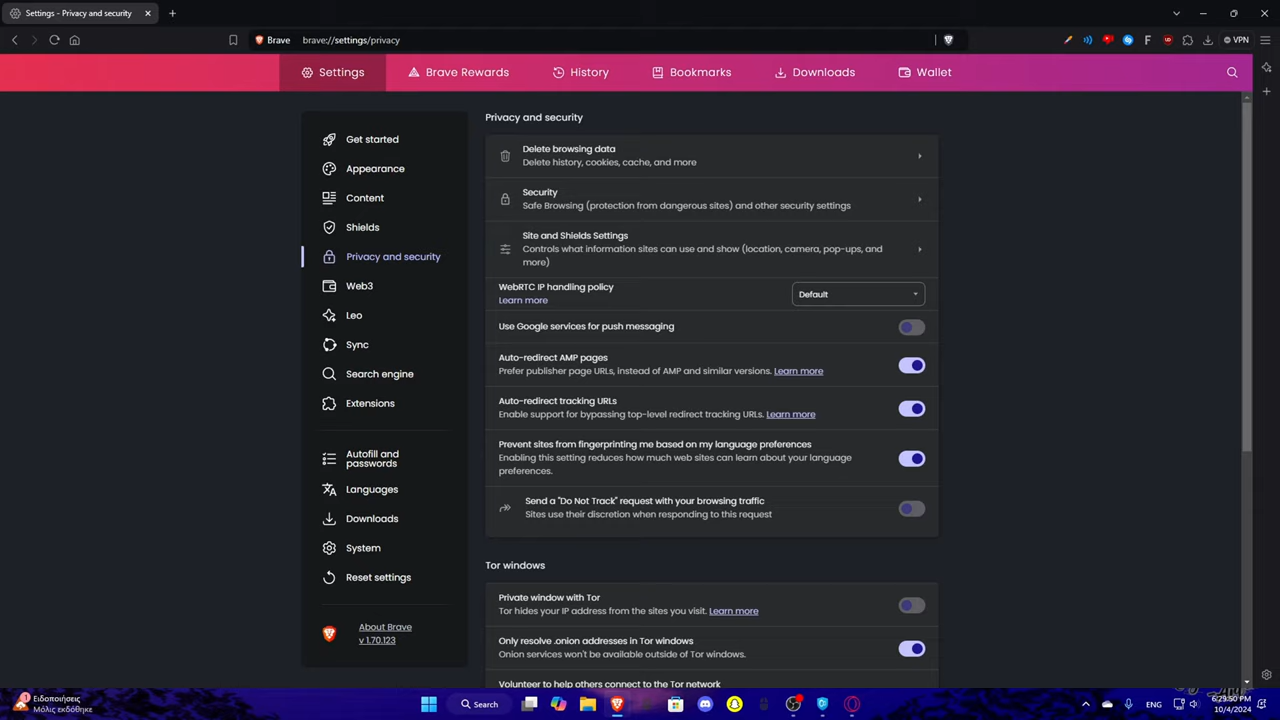 Settings - Privacy and security
Brave
brave://settings/privacy
VPN
Settings
Brave Rewards
History
Bookmarks
Downloads
Wallet
Get started
Appearance
Content
Shields
Privacy and security
Web3
Leo
Sync
Search engine
Extensions
Autofill and
passwords
Languages
Downloads
System
Reset settings
About Brave
v 1.70.123
Privacy and security
Delete browsing data
Delete history, cookies, cache, and more
Security
Safe Browsing (protection from dangerous sites) and other security settings
Site and Shields Settings
Controls what information sites can use and show (location, camera, pop-ups, and
more)
WebRTC IP handling policy
Learn more
Default
Use Google services for push messaging
Auto-redirect AMP pages
Prefer publisher page URLs, instead of AMP and similar versions. Learn more
Auto-redirect tracking URLs
Enable support for bypassing top-level redirect tracking URLs. Learn more
Prevent sites from fingerprinting me based on my language preferences
Enabling this setting reduces how much web sites can learn about your language
preferences.
Send a "Do Not Track" request with your browsing traffic
Sites use their discretion when responding to this request
Tor windows
Private window with Tor
Tor hides your IP address from the sites you visit. Learn more
Only resolve .onion addresses in Tor windows
Onion services won't be available outside of Tor windows.
Volunteer to help others connect to the Tor network
1
Ειδοποιήσεις
Μόλις εκδόθηκε
Search
ENG
10/4/2024